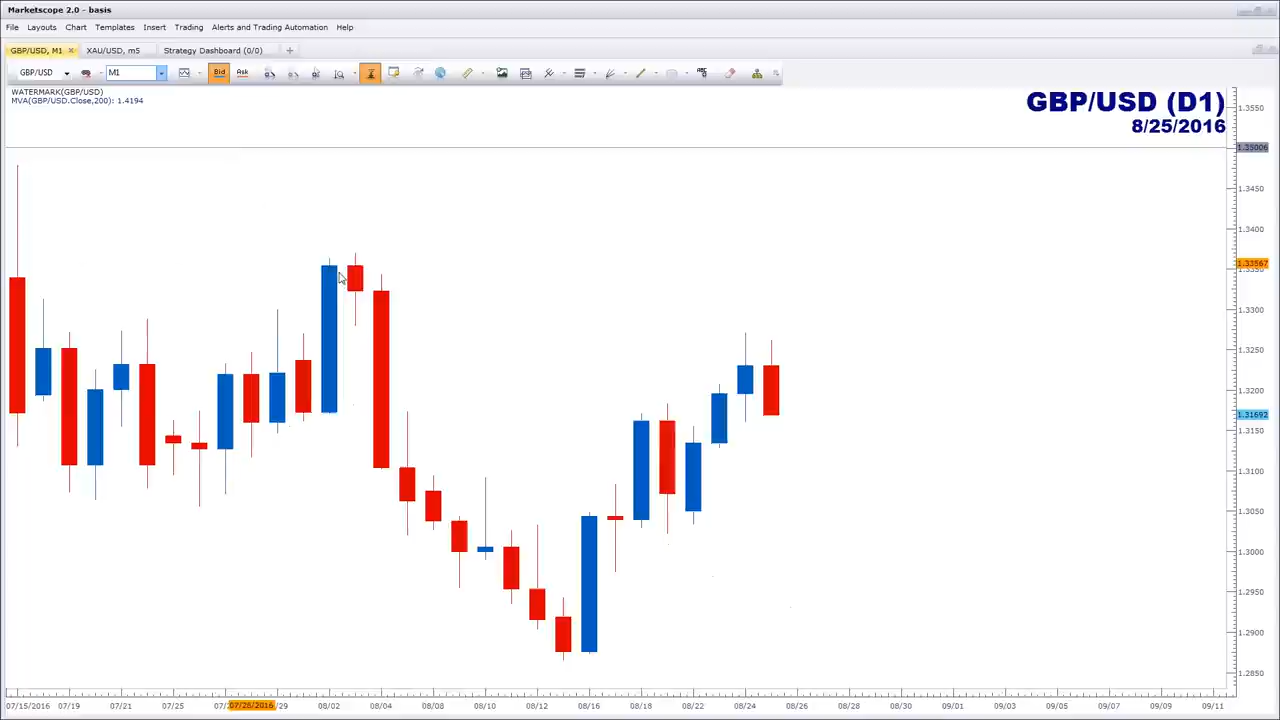 Marketscope 2.0 - basis
File Layouts Chart Templates Insert Trading Alerts and Trading Automation Help
GBP/USD, M1 XAU/USD, m5 Strategy Dashboard (0/0)
GBP/USD M1 Bid Ask ABC
WATERMARK(GBP/USD)
MVA(GBP/USD.Close,200): 1.4194
GBP/USD (D1)
8/25/2016
1.3550
1.35006
1.3450
1.3400
1.33567
1.3300
1.3250
1.3200
1.31692
1.3150
1.3100
1.3050
1.3000
1.2950
1.2900
1.2850
07/15/2016 07/19 07/21 07/25 07/28/2016 /29 08/02 08/04 08/08 08/10 08/12 08/16 08/18 08/22 08/24 08/26 08/30 09/01 09/03 09/05 09/07 09/09 09/11